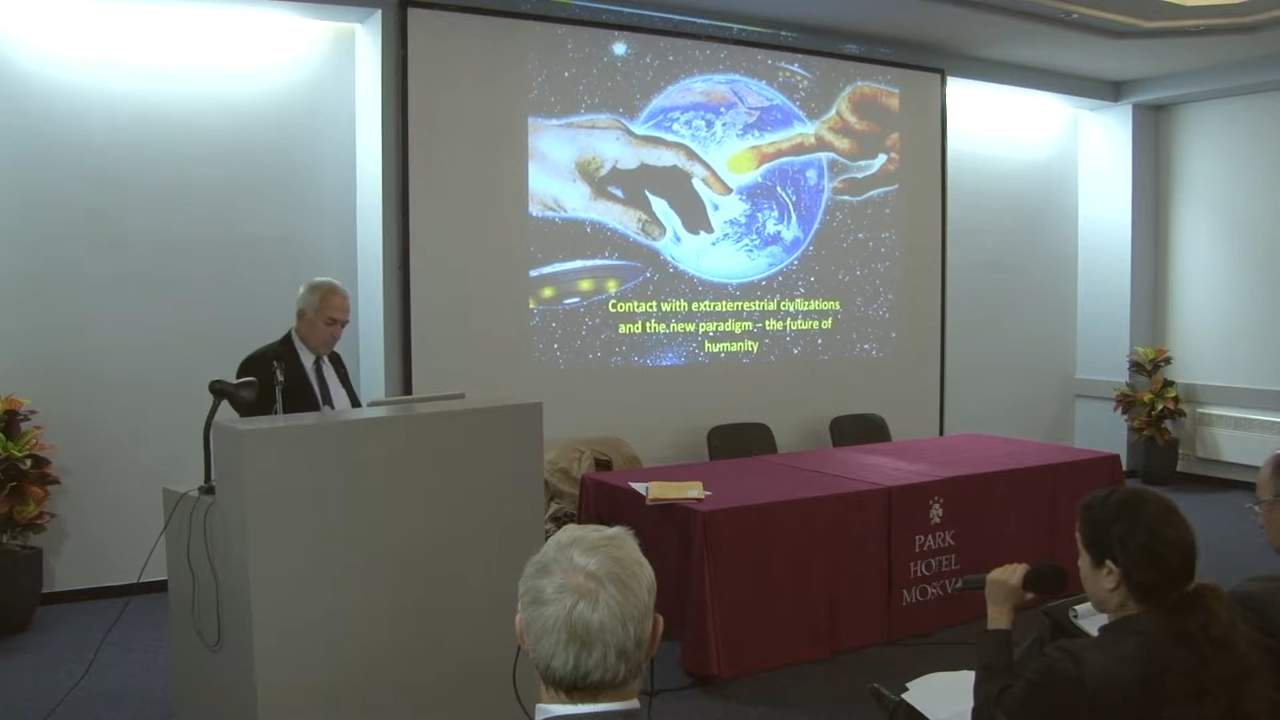 Contact with extraterrestrial civilizations
and the new paradigm – the future of
humanity
PARK
HOTEL
MOSKVA